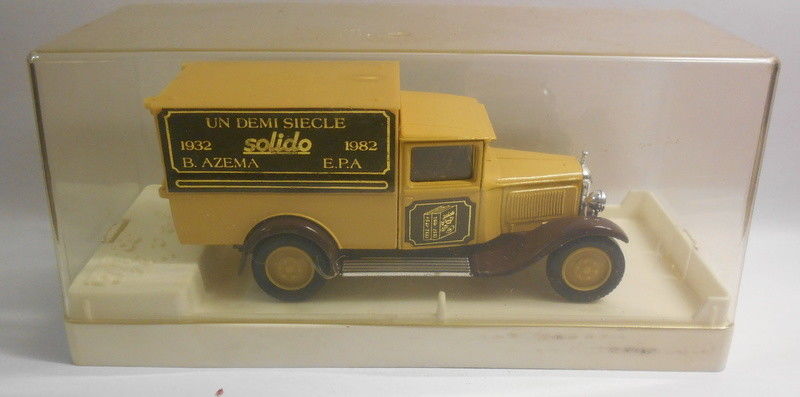 UN DEMI SIECLE
1932 solido 1982
B. AZEMA E.P.A